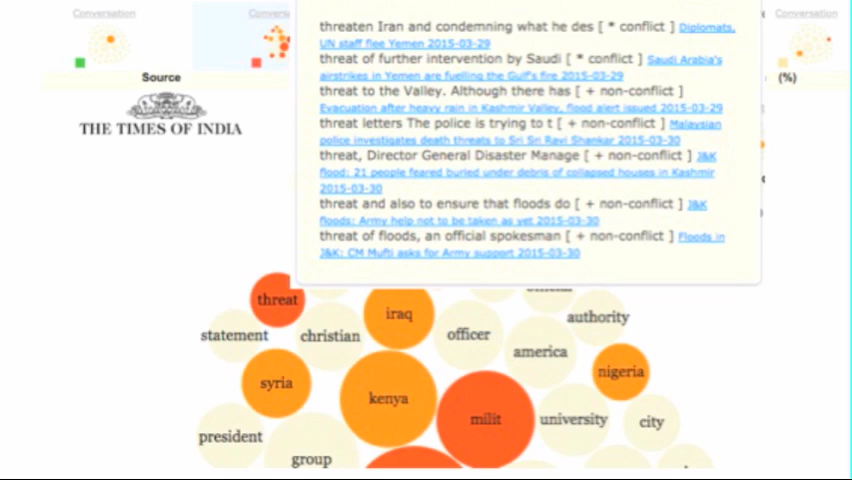 Conversation
Conversation
Source
(%)
THE TIMES OF INDIA
threaten Iran and condemning what he des [ * conflict ] Diplomats,
UN staff flee Yemen 2015-03-29
threat of further intervention by Saudi [ * conflict ] Saudi Arabia's
airstrikes in Yemen are fuelling the Gulf's fire 2015-03-29
threat to the Valley. Although there has [ + non-conflict ]
Evacuation after heavy rain in Kashmir Valley, flood alert issued 2015-03-29
threat letters The police is trying to t [ + non-conflict ] Malaysian
police investigates death threats to Sri Sri Ravi Shankar 2015-03-30
threat, Director General Disaster Manage [ + non-conflict ] J&K
flood: 21 people feared buried under debris of collapsed houses in Kashmir
2015-03-30
threat and also to ensure that floods do [ + non-conflict ] J&K
floods: Army help not to be taken as yet 2015-03-30
threat of floods, an official spokesman [ + non-conflict ] Floods in
J&K: CM Mufti asks for Army support 2015-03-30
threat
iraq
authority
statement
christian
officer
america
syria
kenya
nigeria
milit
university
city
president
group